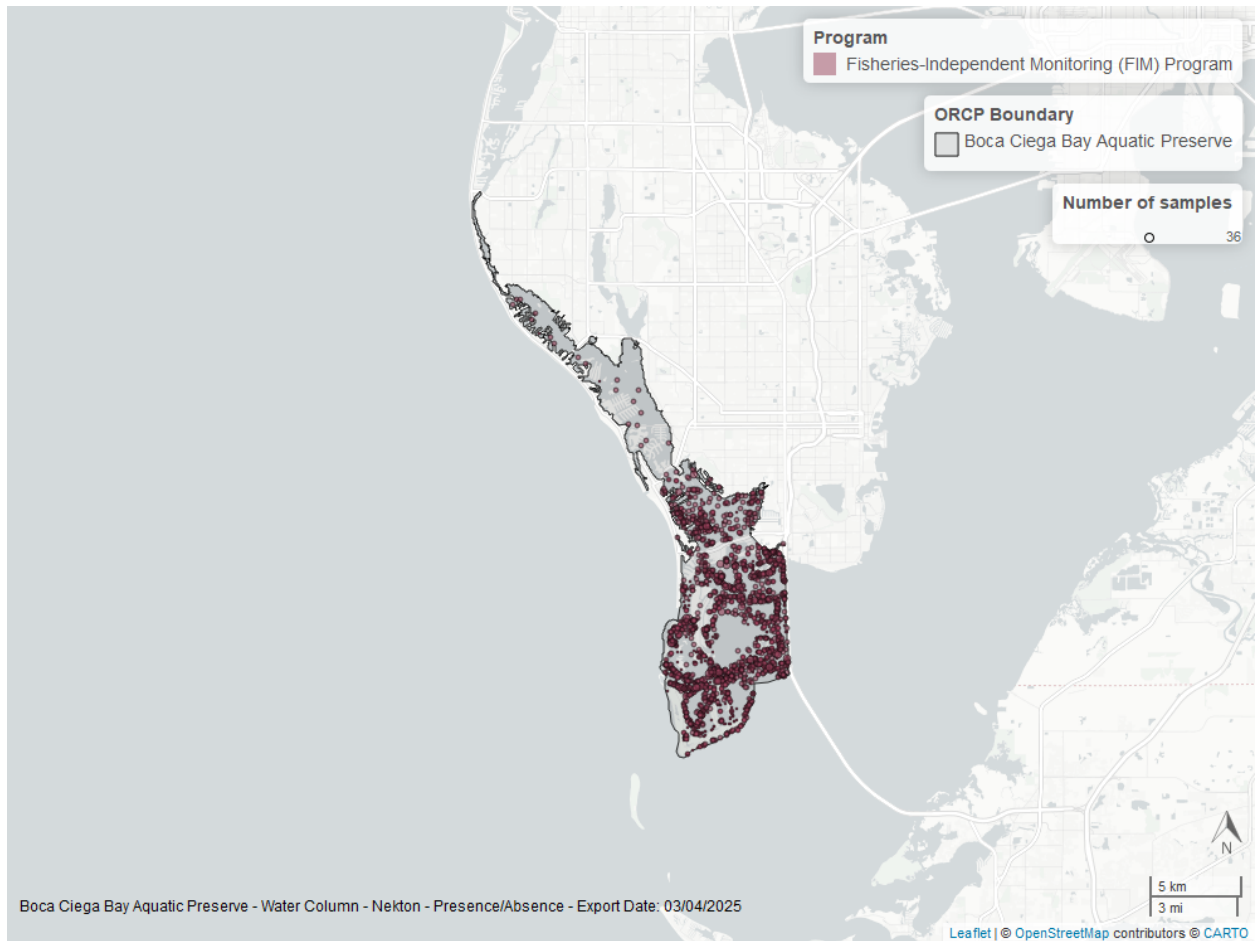 Program
Fisheries-Independent Monitoring (FIM) Program
ORCP Boundary
Boca Ciega Bay Aquatic Preserve
Number of samples
36
N
5 km
3 mi
Boca Ciega Bay Aquatic Preserve - Water Column - Nekton - Presence/Absence - Export Date: 03/04/2025
Leaflet | © OpenStreetMap contributors © CARTO